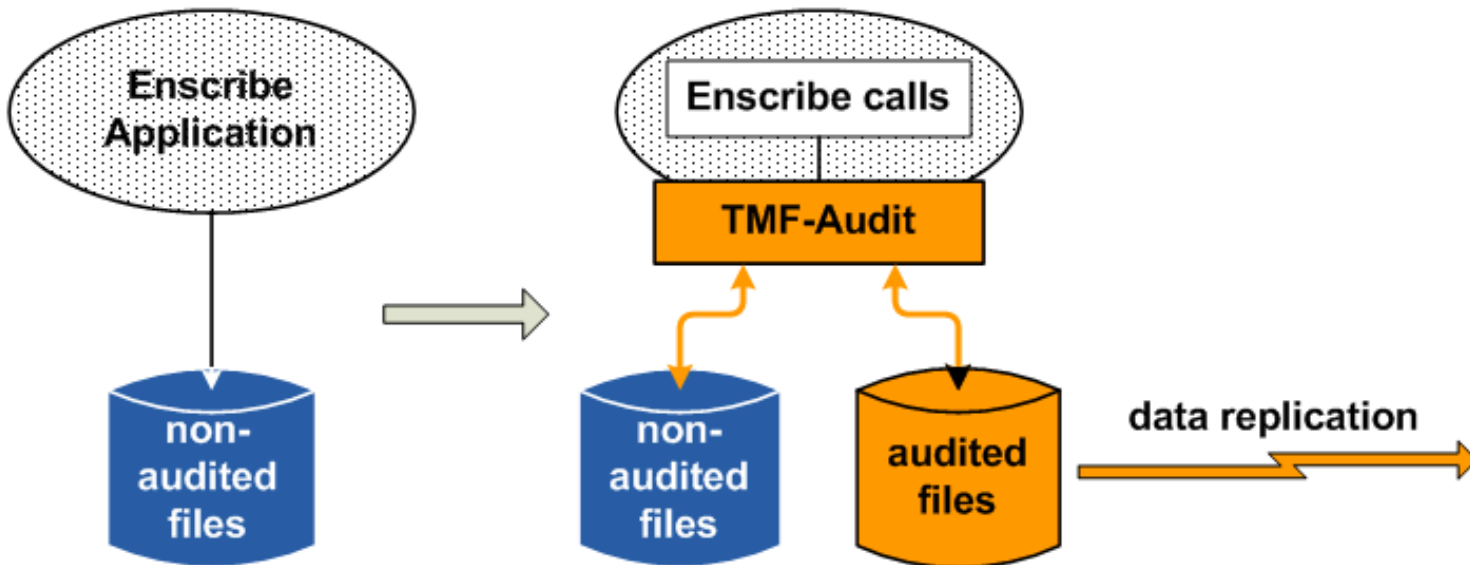 Enscribe
Application
non-
audited
files
Enscribe calls
TMF-Audit
non-
audited
files
audited
files
data replication